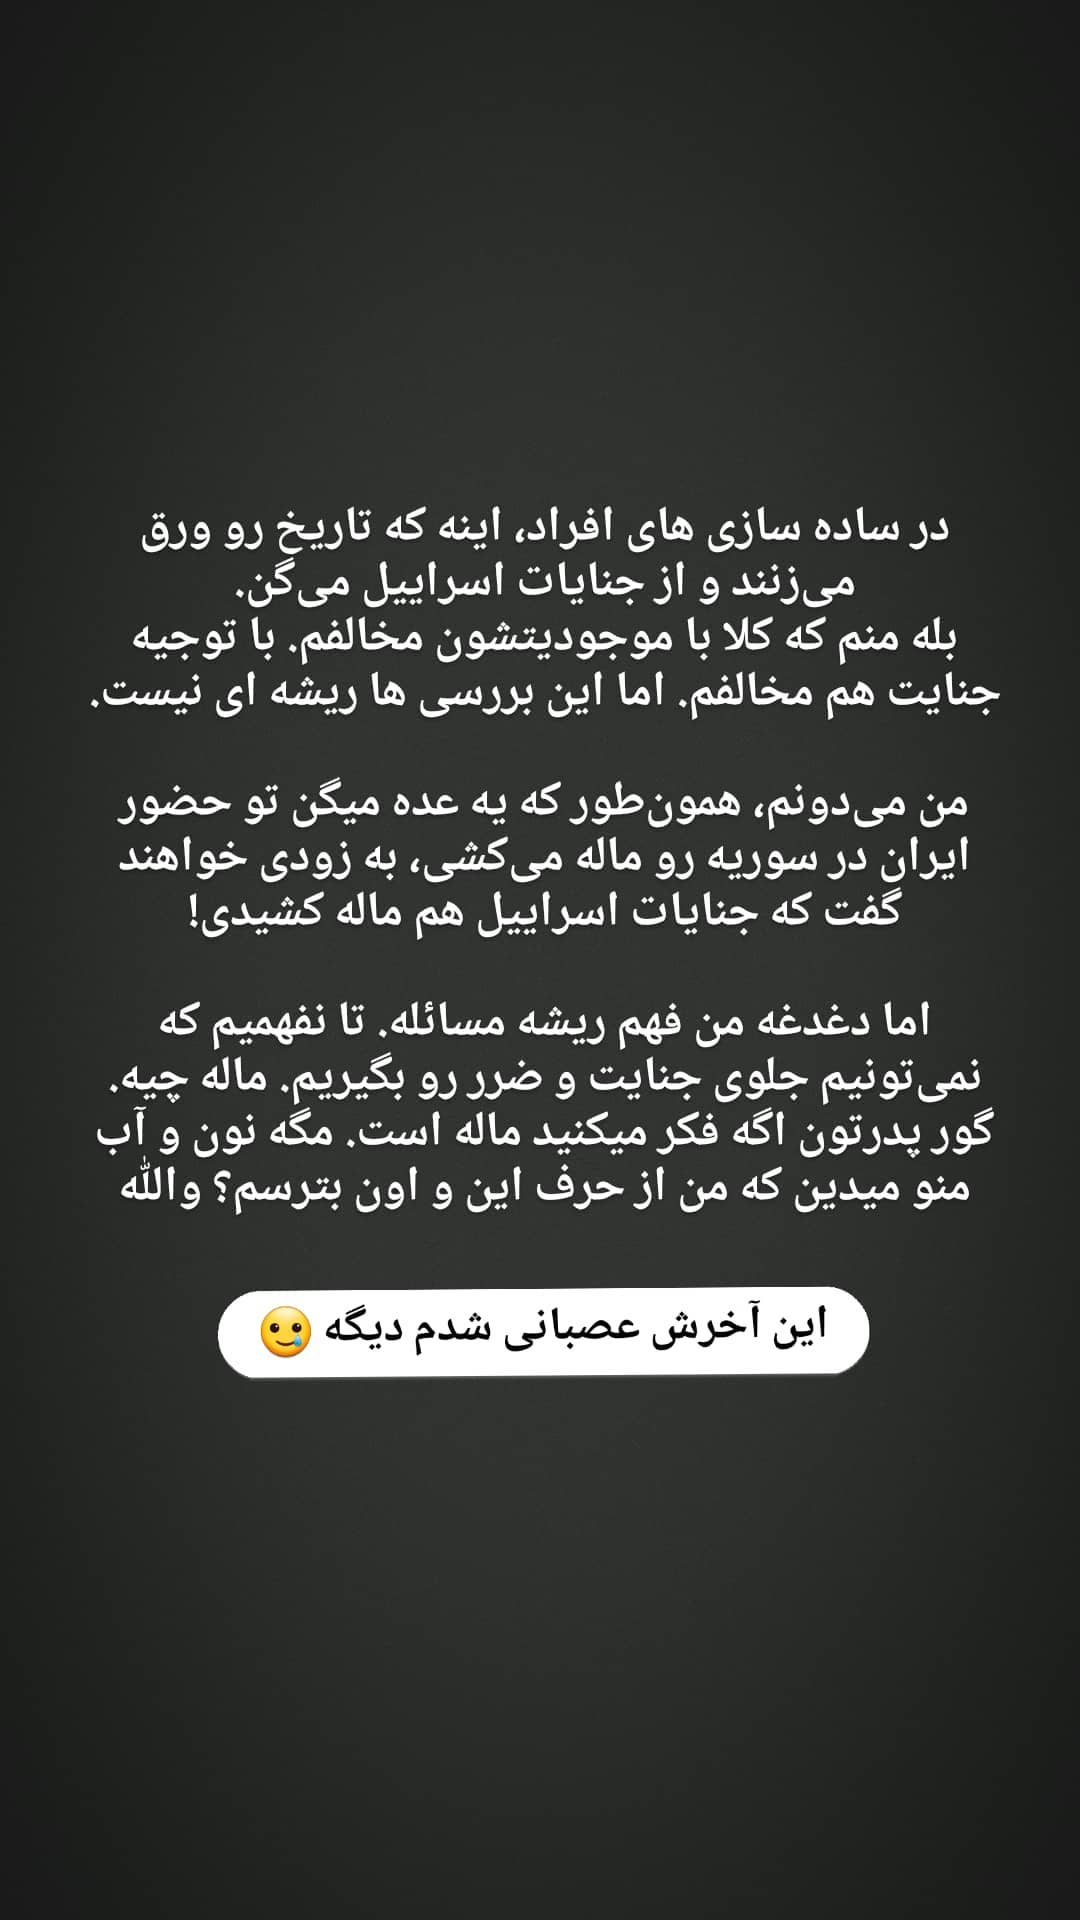 در ساده سازی های افراد، اینه که تاریخ رو ورق
می‌زنند و از جنایات اسراییل می‌گن.
بله منم که کلا با موجودیتشون مخالفم. با توجیه
جنایت هم مخالفم. اما این بررسی ها ریشه ای نیست.
من می‌دونم، همون‌طور که یه عده میگن تو حضور
ایران در سوریه رو ماله می‌کشی، به زودی خواهند
گفت که جنایات اسراییل هم ماله کشیدی!
اما دغدغه من فهم ریشه مسائله. تا نفهمیم که
نمی‌تونیم جلوی جنایت و ضرر رو بگیریم. ماله چیه.
گور پدرتون اگه فکر میکنید ماله است. مگه نون و آب
منو میدین که من از حرف این و اون بترسم؟ والله
این آخرش عصبانی شدم دیگه 🥲